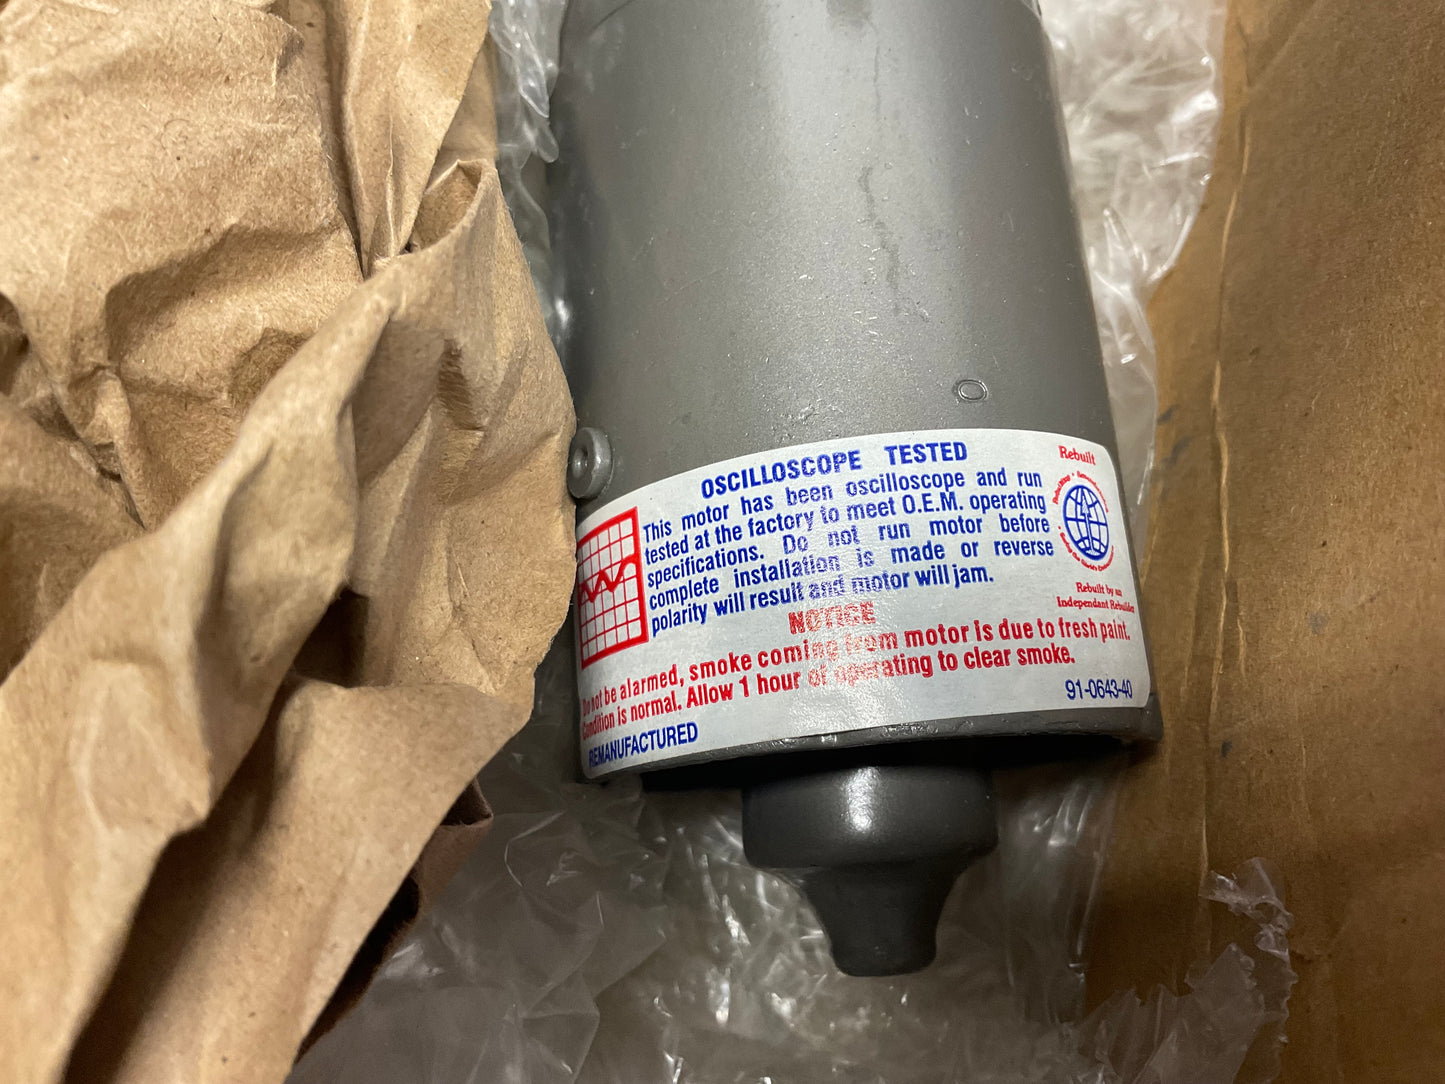 OSCILLOSCOPE TESTED
This motor has been oscilloscope and run
tested at the factory to meet O.E.M. operating
specifications. Do not run motor before
complete installation is made or reverse
polarity will result and motor will jam.
NOTICE
Do not be alarmed, smoke coming from motor is due to fresh paint.
Condition is normal. Allow 1 hour of operating to clear smoke.
REMANUFACTURED
91-0643-40
Rebuilt
Rebuilt by an
Independant Rebuilder
O